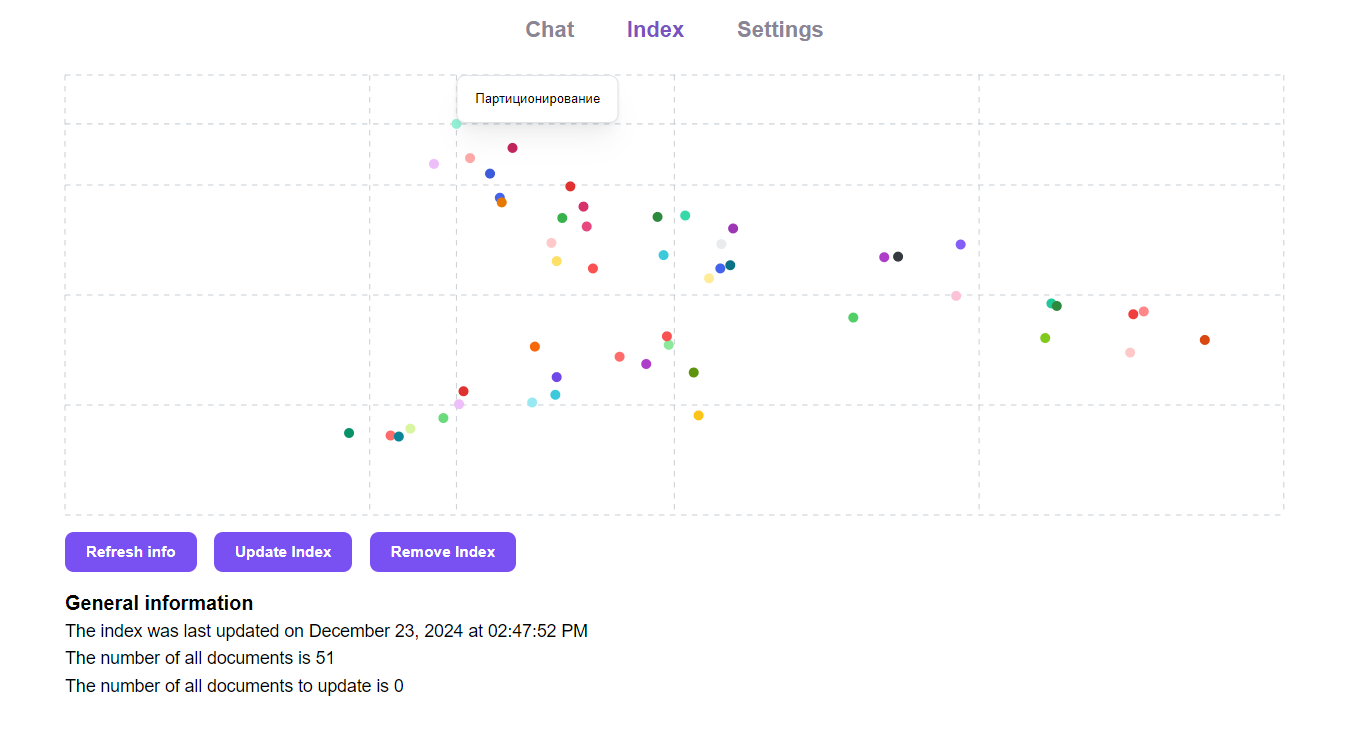 Chat Index Settings
Партиционирование
Refresh info Update Index Remove Index
General information
The index was last updated on December 23, 2024 at 02:47:52 PM
The number of all documents is 51
The number of all documents to update is 0